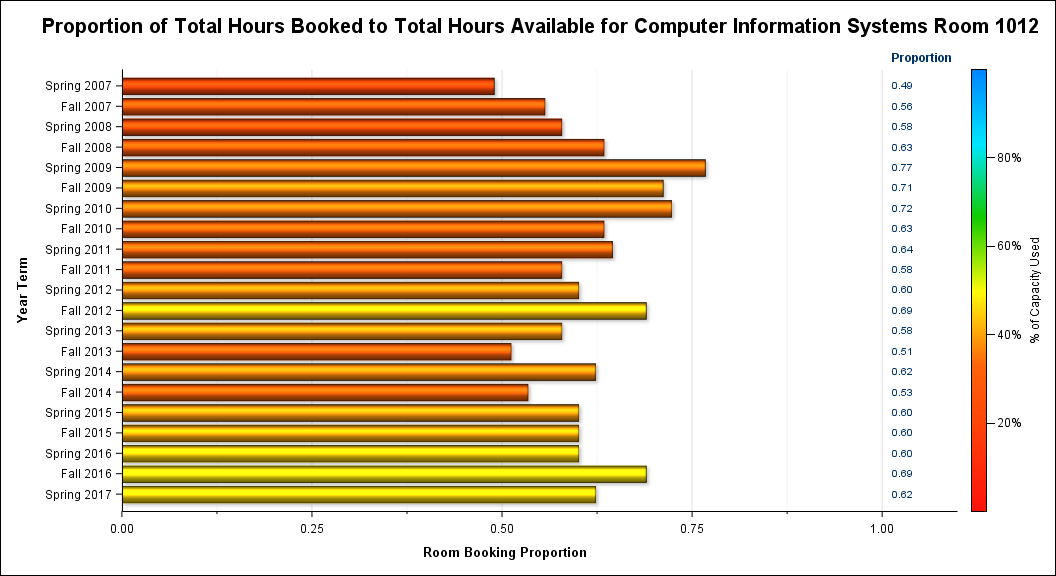 Proportion of Total Hours Booked to Total Hours Available for Computer Information Systems Room 1012
Proportion
Spring 2007 0.49
Fall 2007 0.56
Spring 2008 0.58
Fall 2008 0.63
Spring 2009 0.77
Fall 2009 0.71
Spring 2010 0.72
Fall 2010 0.63
Spring 2011 0.64
Fall 2011 0.58
Spring 2012 0.60
Fall 2012 0.69
Spring 2013 0.58
Fall 2013 0.51
Spring 2014 0.62
Fall 2014 0.53
Spring 2015 0.60
Fall 2015 0.60
Spring 2016 0.60
Fall 2016 0.69
Spring 2017 0.62
Year Term
0.00 0.25 0.50 0.75 1.00
Room Booking Proportion
80%
60%
40%
20%
% of Capacity Used